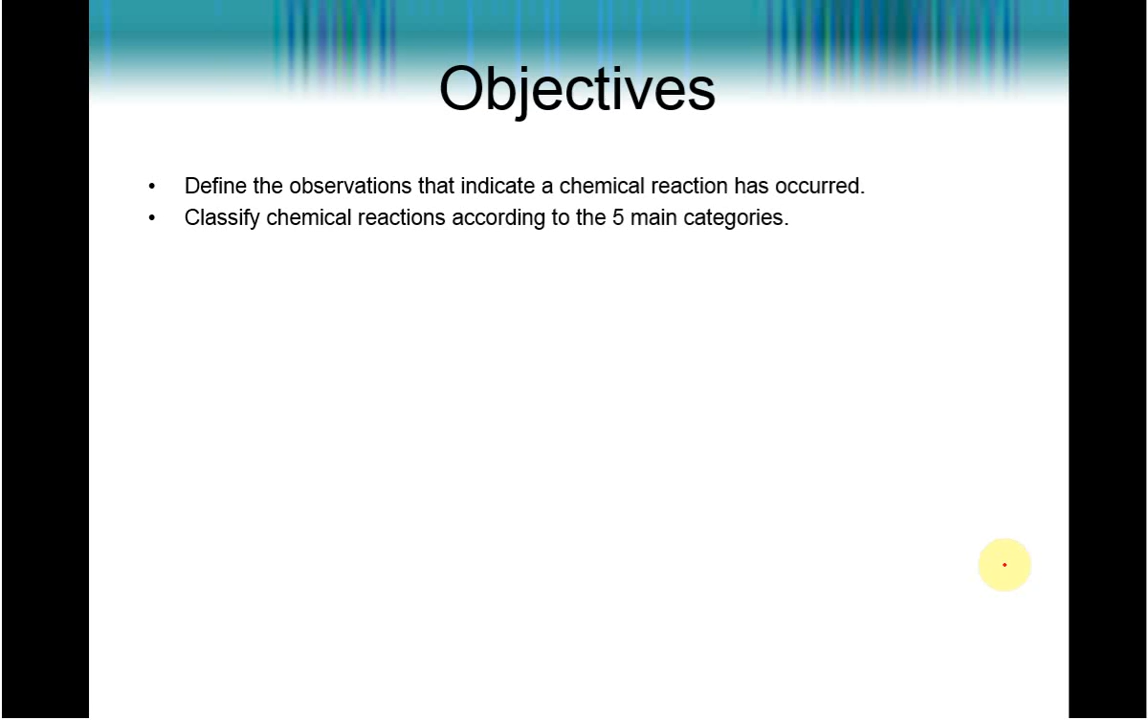 Objectives
• Define the observations that indicate a chemical reaction has occurred.
• Classify chemical reactions according to the 5 main categories.